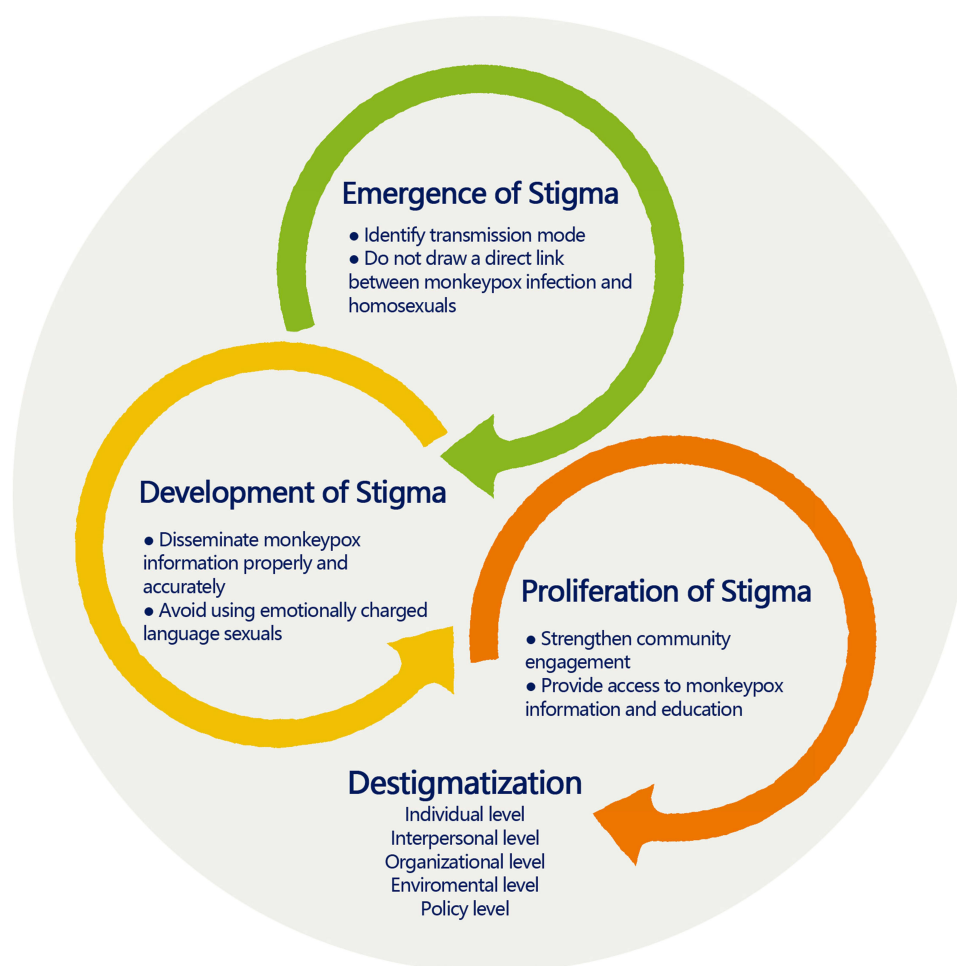 Emergence of Stigma
● Identify transmission mode
● Do not draw a direct link
between monkeypox infection and
homosexuals
Development of Stigma
● Disseminate monkeypox
information properly and
accurately
● Avoid using emotionally charged
language sexuals
Proliferation of Stigma
● Strengthen community
engagement
● Provide access to monkeypox
information and education
Destigmatization
Individual level
Interpersonal level
Organizational level
Enviromental level
Policy level